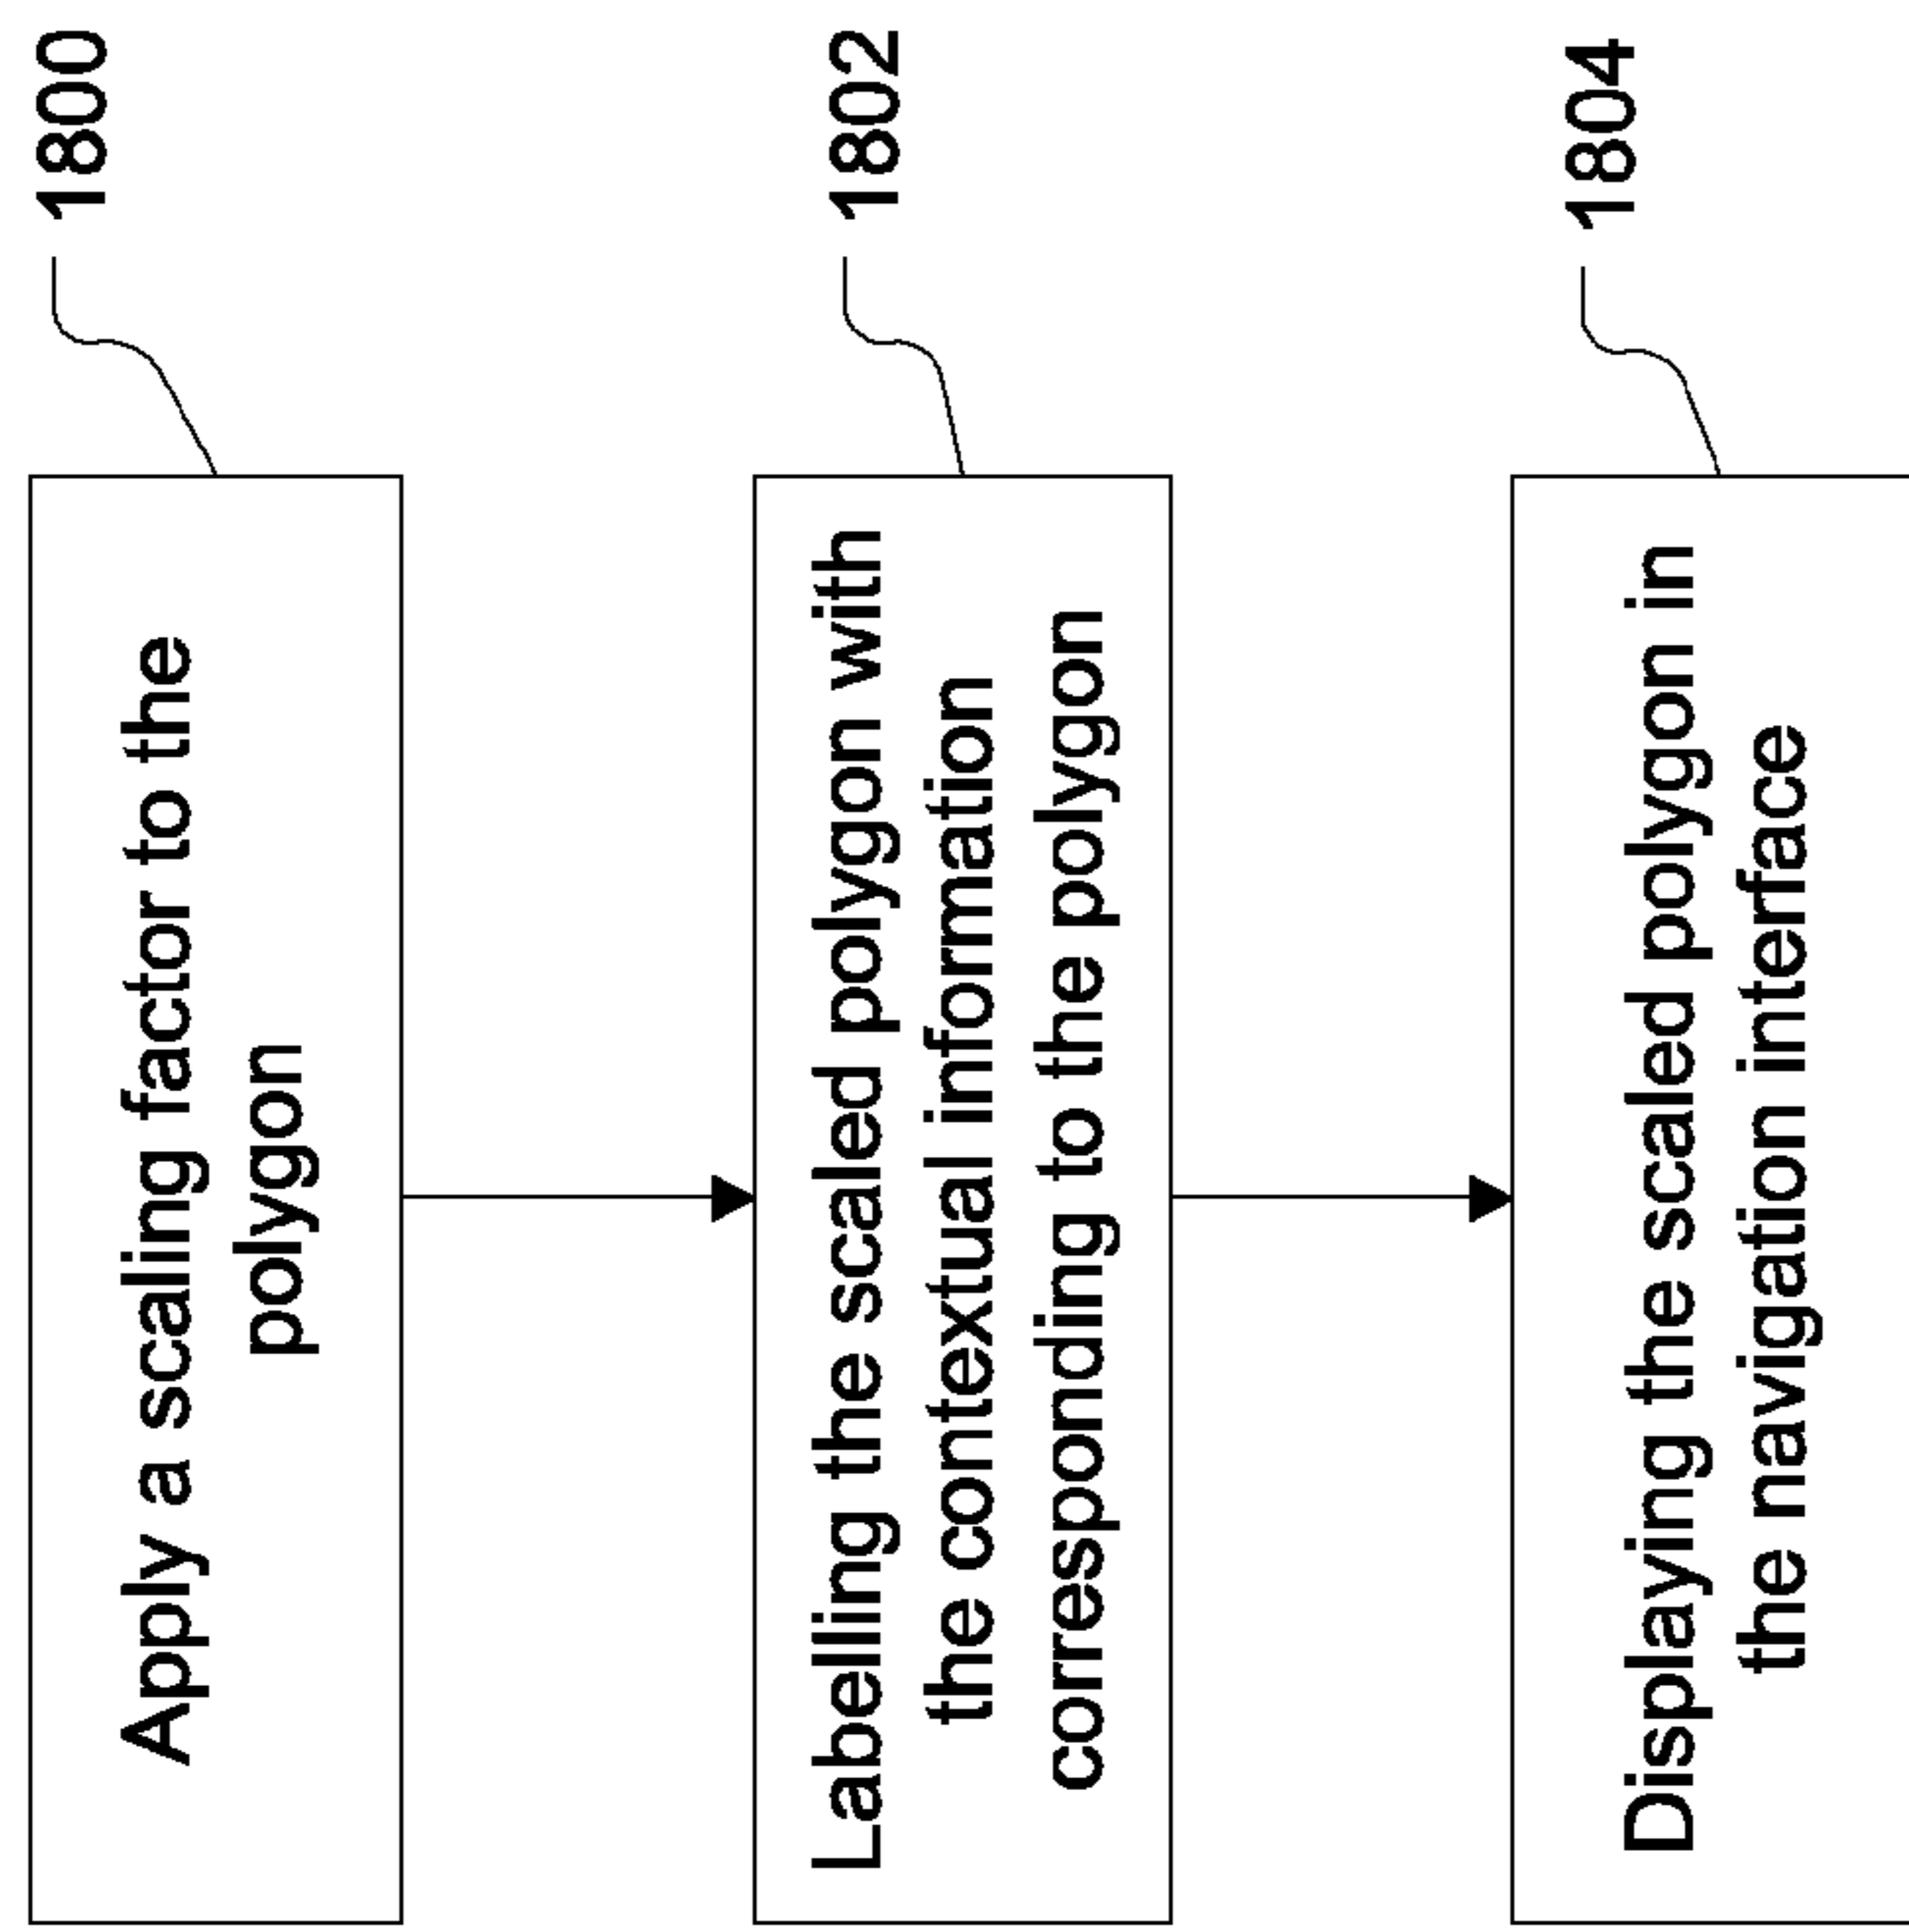 Apply a scaling factor to the
polygon
1800
Labelling the scaled polygon with
the contextual information
corresponding to the polygon
1802
Displaying the scaled polygon in
the navigation interface
1804